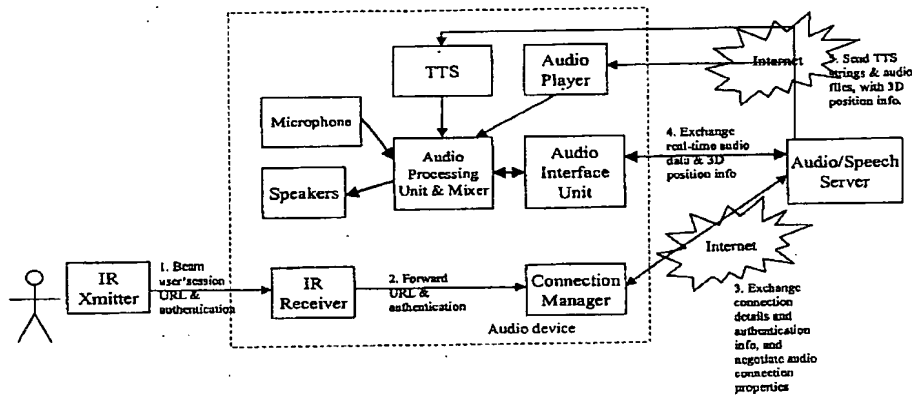 TTS
Audio
Player
Internet
5. Send TTS
strings & audio
files, with 3D
position info.
Microphone
Speakers
Audio
Processing
Unit & Mixer
Audio
Interface
Unit
4. Exchange
real-time audio
data & 3D
position info
Audio/Speech
Server
Internet
IR
Xmitter
1. Beam
user/session
URL &
authentication
IR
Receiver
2. Forward
URL &
authentication
Connection
Manager
Audio device
3. Exchange
connection
details and
authentication
info, and
negotiate audio
connection
properties